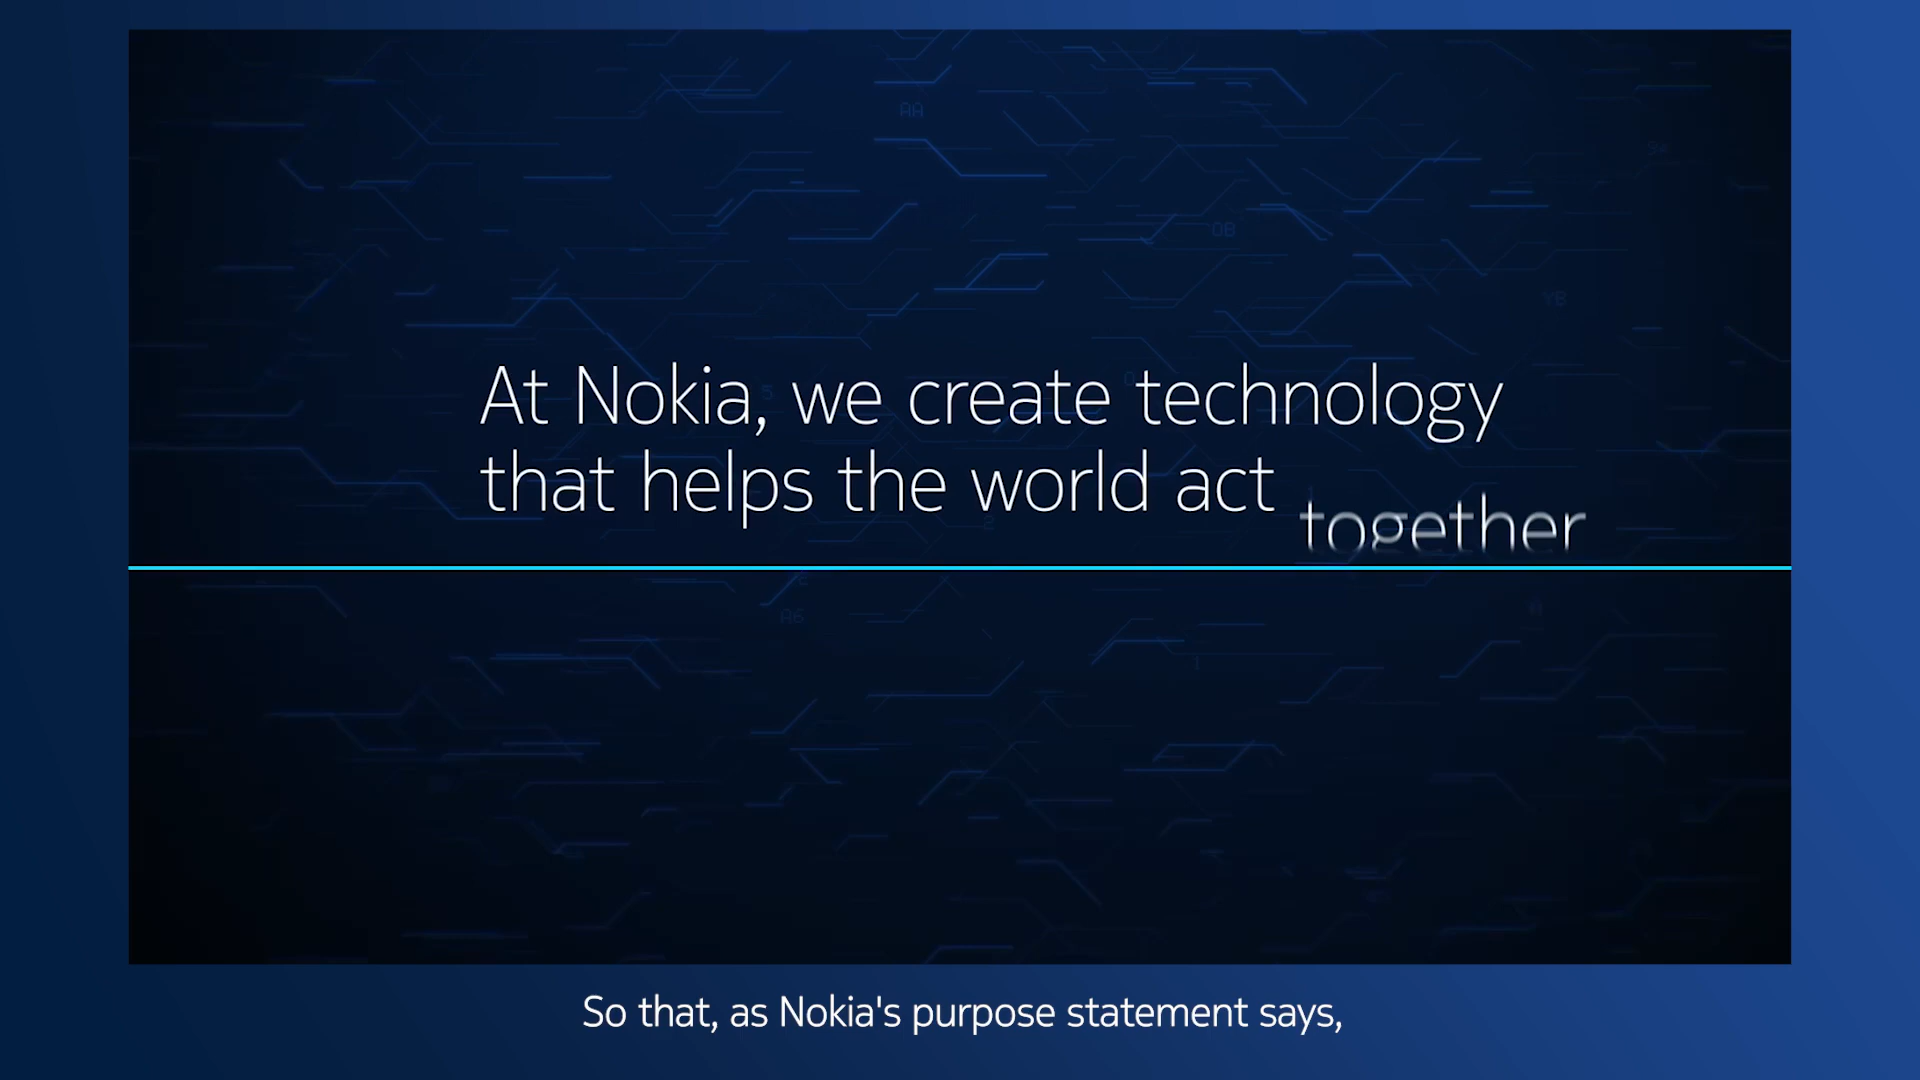 At Nokia, we create technology
that helps the world act together
So that, as Nokia's purpose statement says,